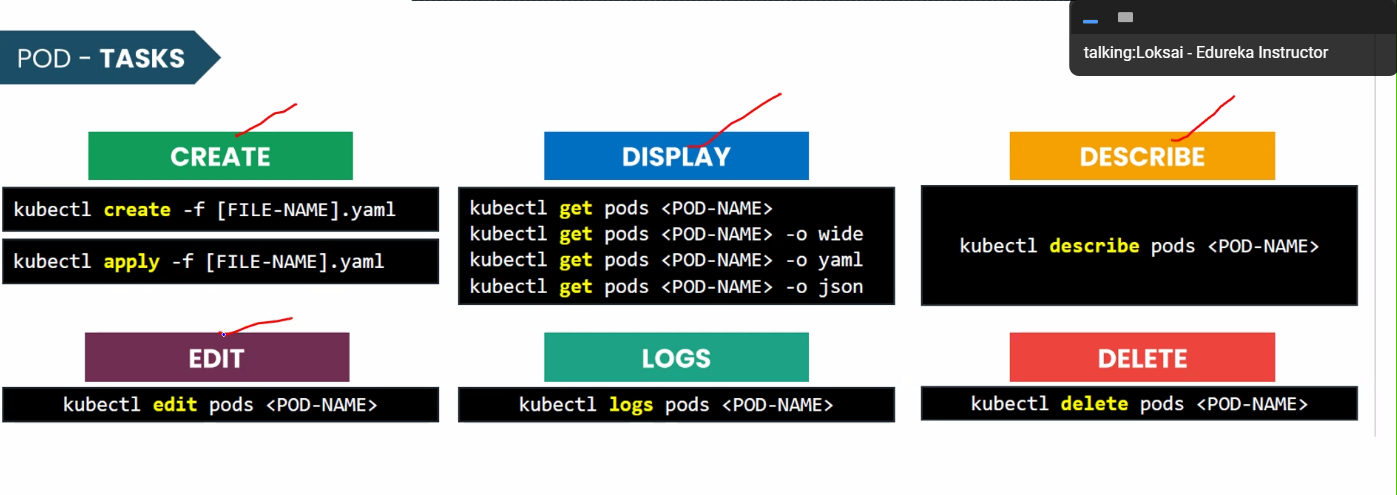 talking:Loksai - Edureka Instructor
POD - TASKS
CREATE
kubectl create -f [FILE-NAME].yaml
kubectl apply -f [FILE-NAME].yaml
DISPLAY
kubectl get pods <POD-NAME>
kubectl get pods <POD-NAME> -o wide
kubectl get pods <POD-NAME> -o yaml
kubectl get pods <POD-NAME> -o json
DESCRIBE
kubectl describe pods <POD-NAME>
EDIT
kubectl edit pods <POD-NAME>
LOGS
kubectl logs pods <POD-NAME>
DELETE
kubectl delete pods <POD-NAME>